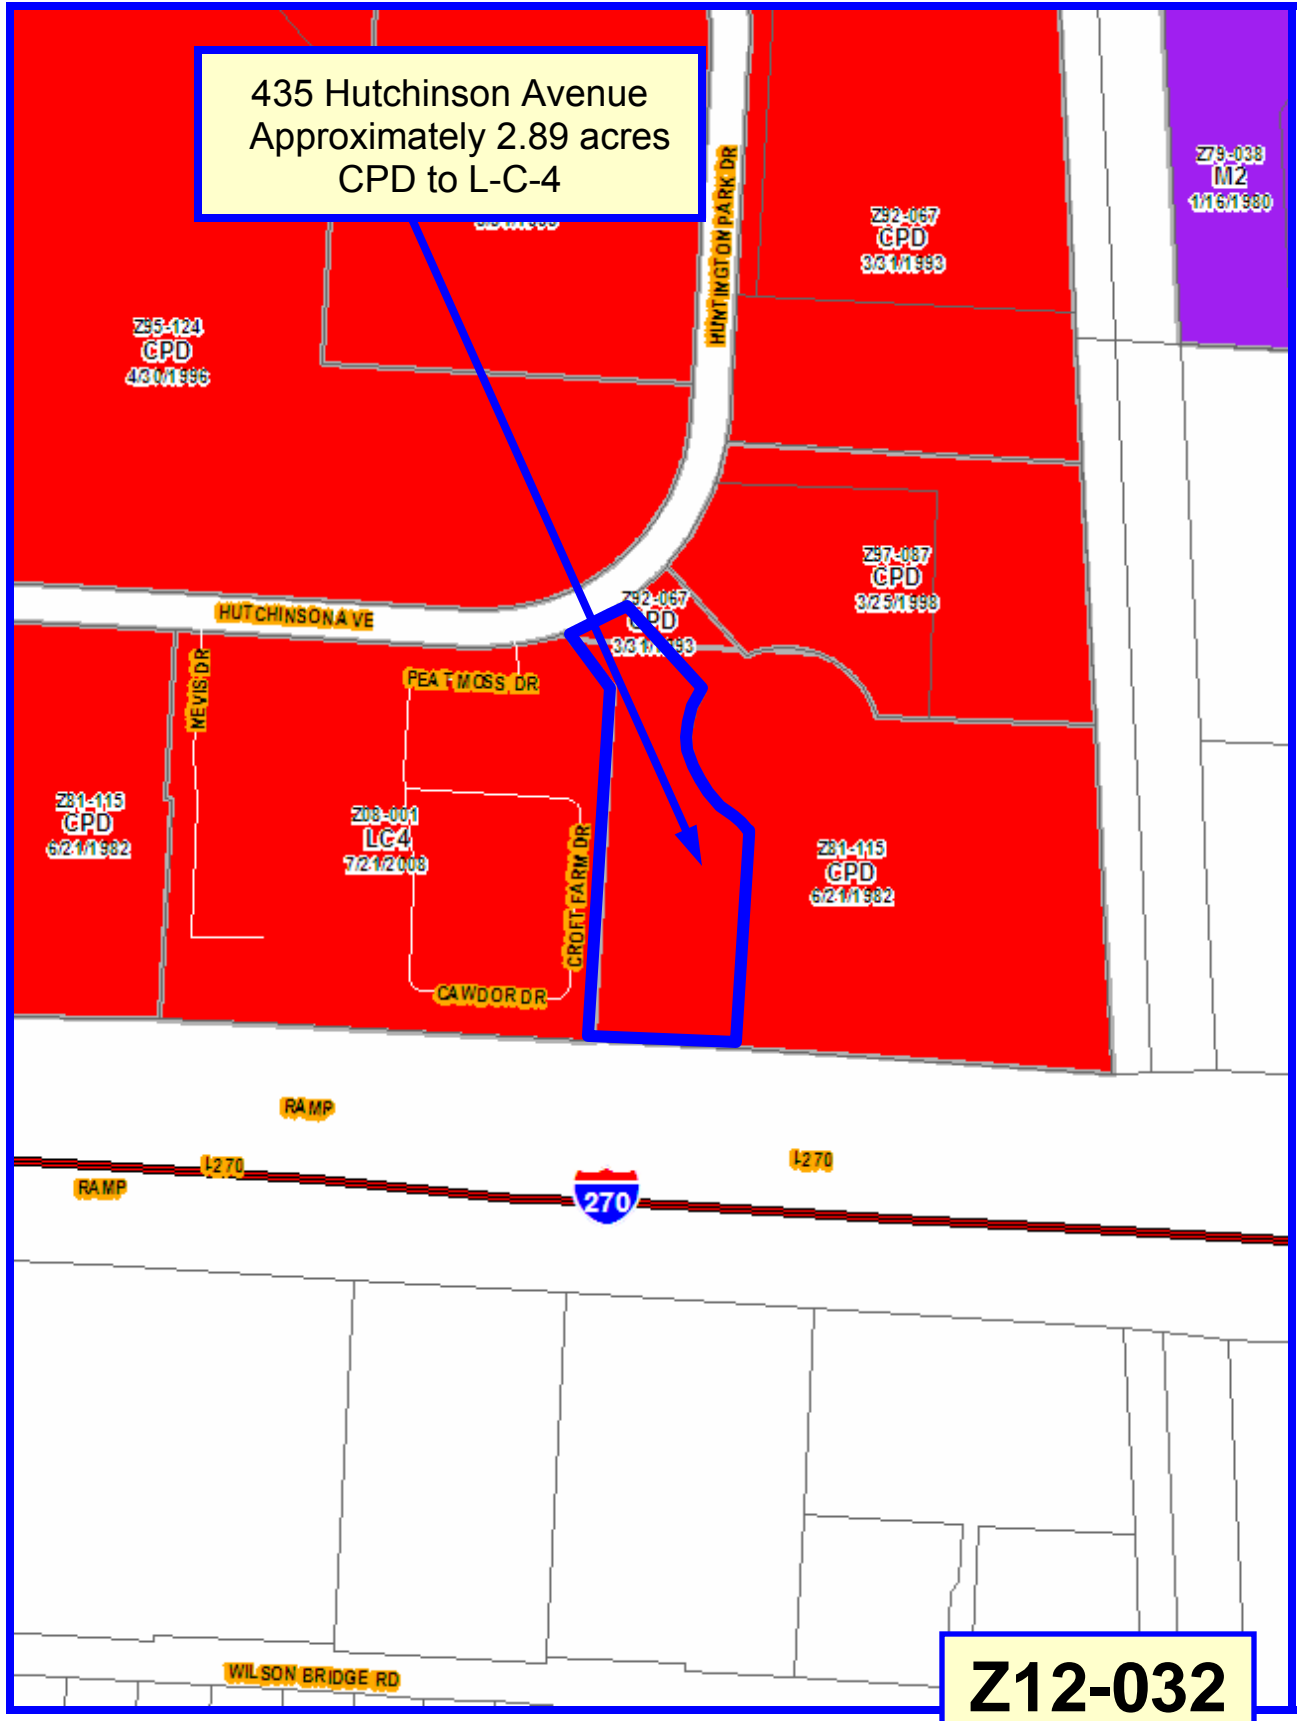 435 Hutchinson Avenue
Approximately 2.89 acres
CPD to L-C-4
HUNTINGTON PARK DR
Z79-038
M2
1/16/1980
Z92-067
CPD
3/31/1993
Z95-124
CPD
4/30/1996
Z97-087
CPD
3/25/1998
Z92-067
CPD
3/31/1993
HUTCHINSON AVE
NEVIS DR
PEAT MOSS DR
Z81-115
CPD
6/21/1982
Z08-001
LC4
7/21/2008
CROFT FARM DR
Z81-115
CPD
6/21/1982
CAWDOR DR
RAMP
I-270
I-270
RAMP
270
WILSON BRIDGE RD
Z12-032